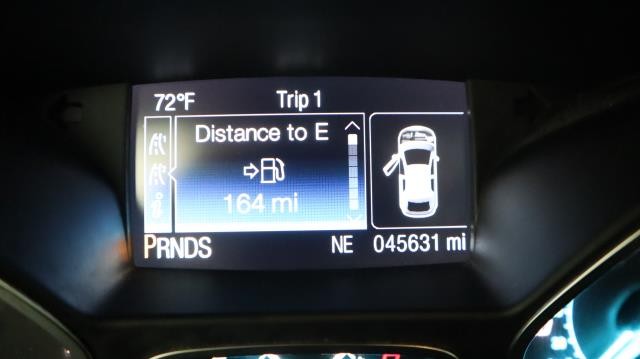 72°F Trip 1
Distance to E
164 mi
PRNDS NE 045631 mi